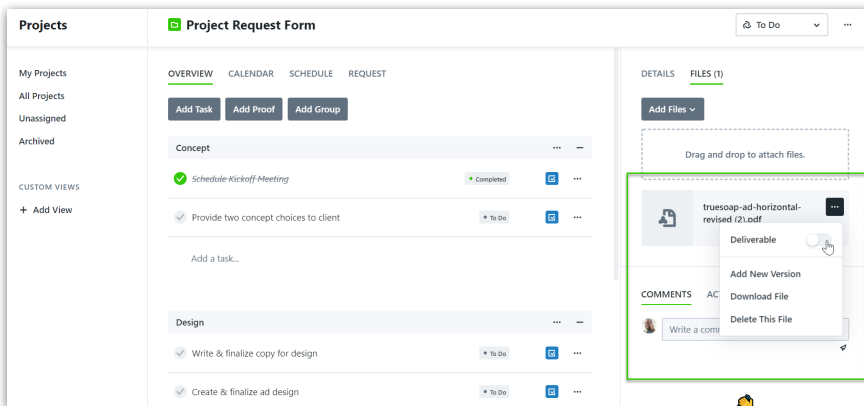 Projects
Project Request Form
To Do
...
My Projects
All Projects
Unassigned
Archived
CUSTOM VIEWS
+ Add View
OVERVIEW CALENDAR SCHEDULE REQUEST
Add Task Add Proof Add Group
Concept
Schedule Kickoff Meeting Completed
Provide two concept choices to client To Do
Add a task...
Design
Write & finalize copy for design To Do
Create & finalize ad design To Do
DETAILS FILES (1)
Add Files
Drag and drop to attach files.
truesoap-ad-horizontal-
revised (2).pdf
Deliverable
Add New Version
Download File
Delete This File
COMMENTS AC
Write a com